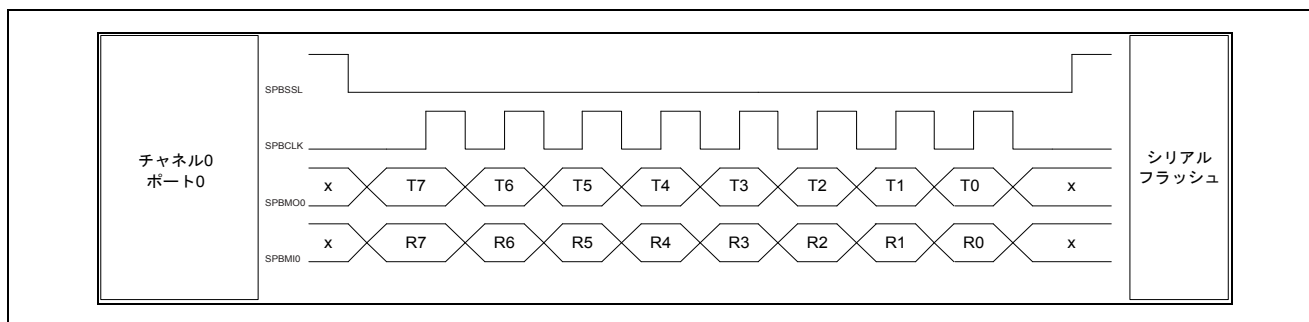 チャネル0
ポート0
SPBSSL
SPBCLK
SPBMO0
x T7 T6 T5 T4 T3 T2 T1 T0 x
SPBMI0
x R7 R6 R5 R4 R3 R2 R1 R0 x
シリアル
フラッシュ